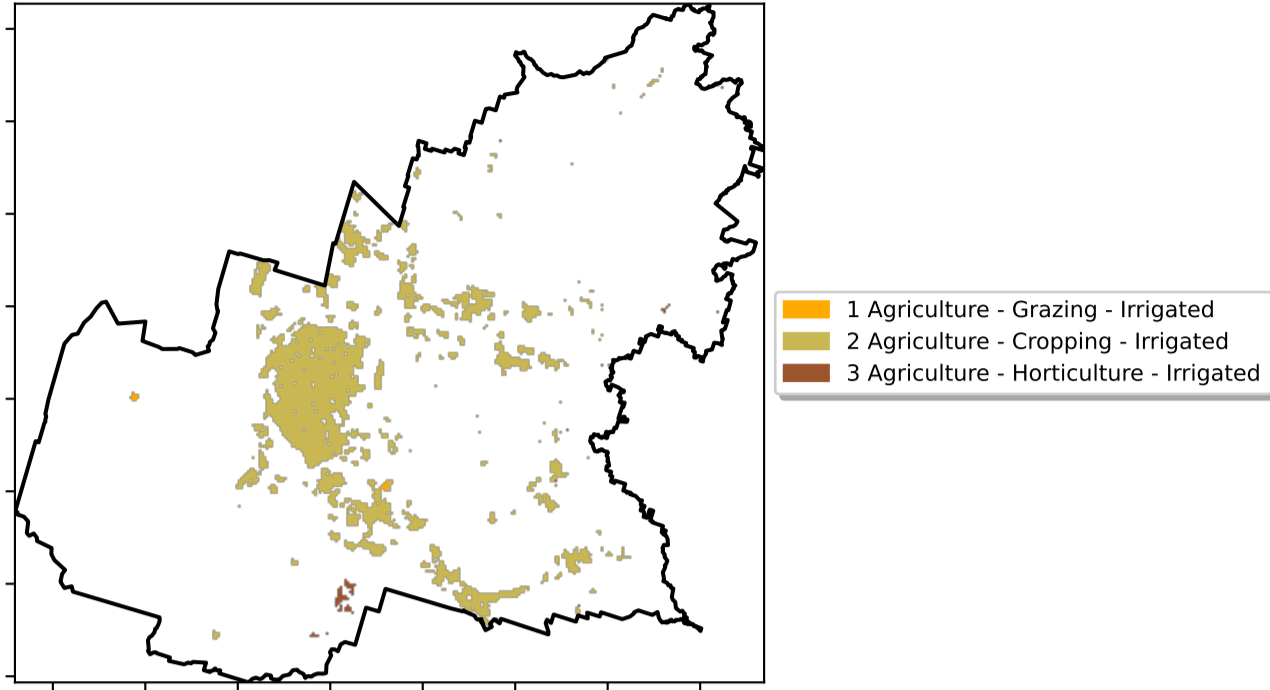 1 Agriculture - Grazing - Irrigated
2 Agriculture - Cropping - Irrigated
3 Agriculture - Horticulture - Irrigated